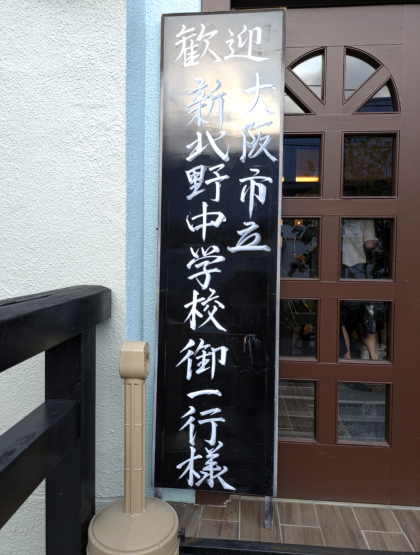 歓迎
大阪市立
新北野中学校御一行様